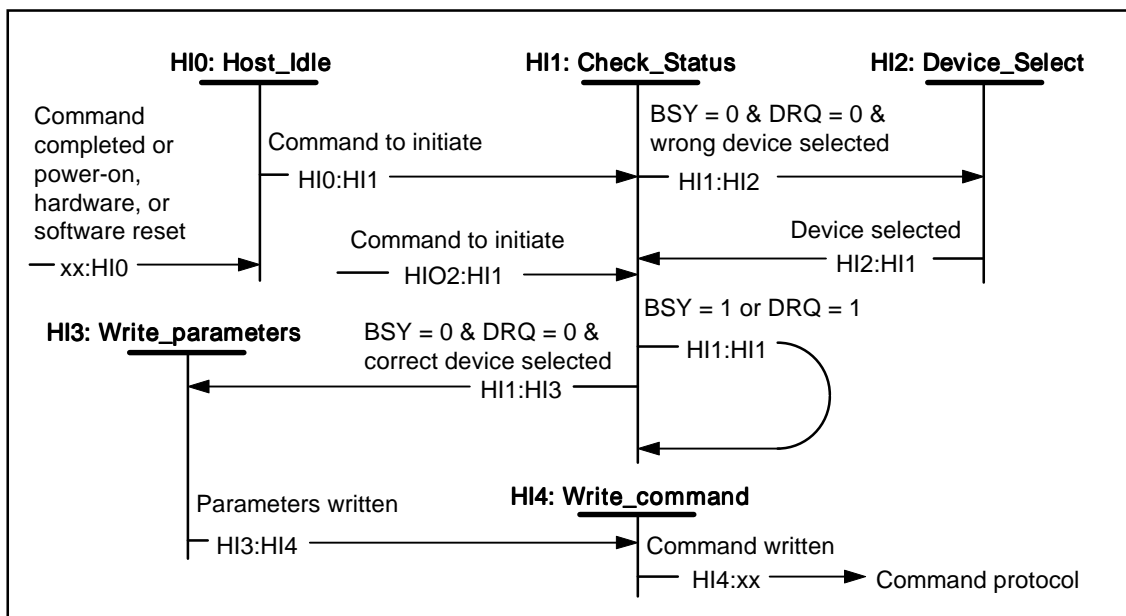 HI0: Host_Idle
HI1: Check_Status
HI2: Device_Select
Command
completed or
power-on,
hardware, or
software reset
xx:HI0
Command to initiate
HI0:HI1
BSY = 0 & DRQ = 0 &
wrong device selected
HI1:HI2
Command to initiate
HIO2:HI1
Device selected
HI2:HI1
HI3: Write_parameters
BSY = 0 & DRQ = 0 &
correct device selected
HI1:HI3
BSY = 1 or DRQ = 1
HI1:HI1
Parameters written
HI3:HI4
HI4: Write_command
Command written
HI4:xx
Command protocol